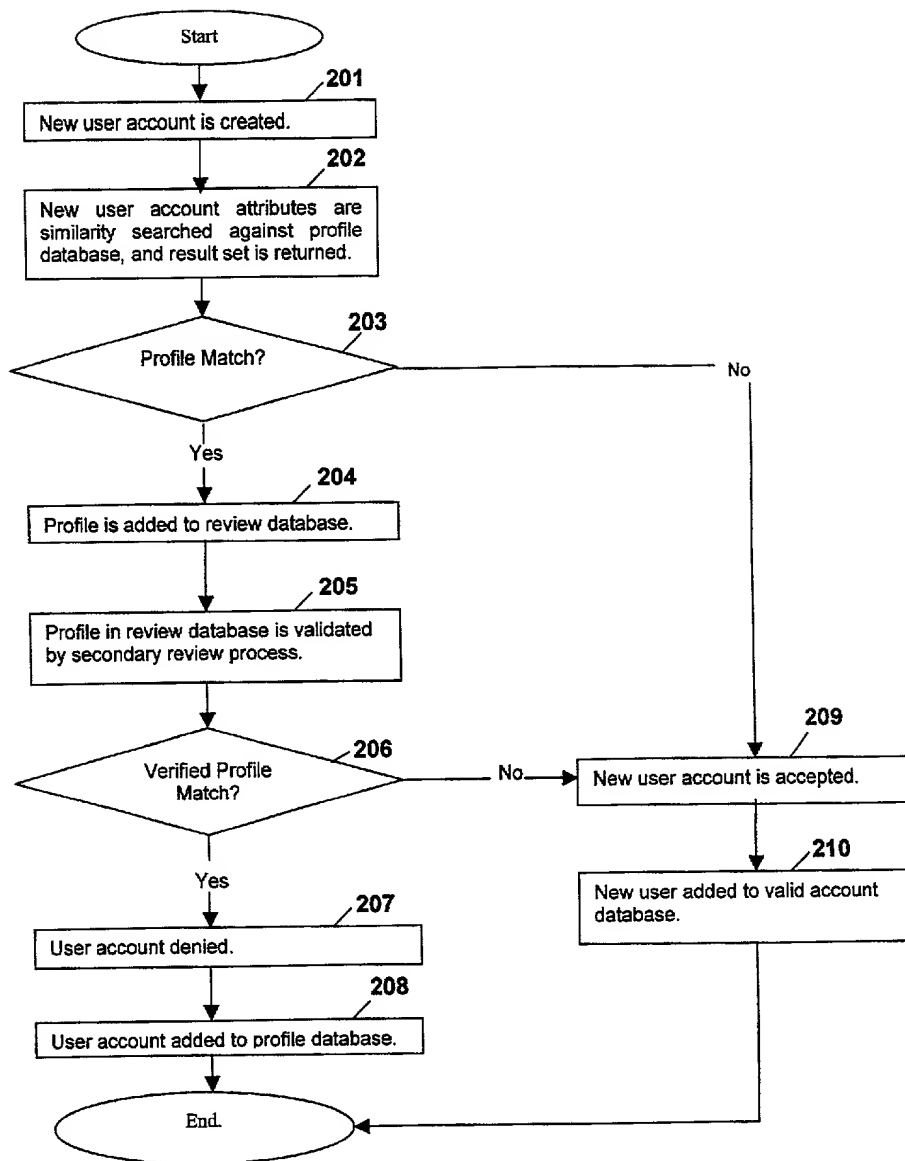 Start
201
New user account is created.
202
New user account attributes are
similarity searched against profile
database, and result set is returned.
203
Profile Match?
No
Yes
204
Profile is added to review database.
205
Profile in review database is validated
by secondary review process.
206
Verified Profile
Match?
No
209
New user account is accepted.
210
New user added to valid account
database.
Yes
207
User account denied.
208
User account added to profile database.
End.